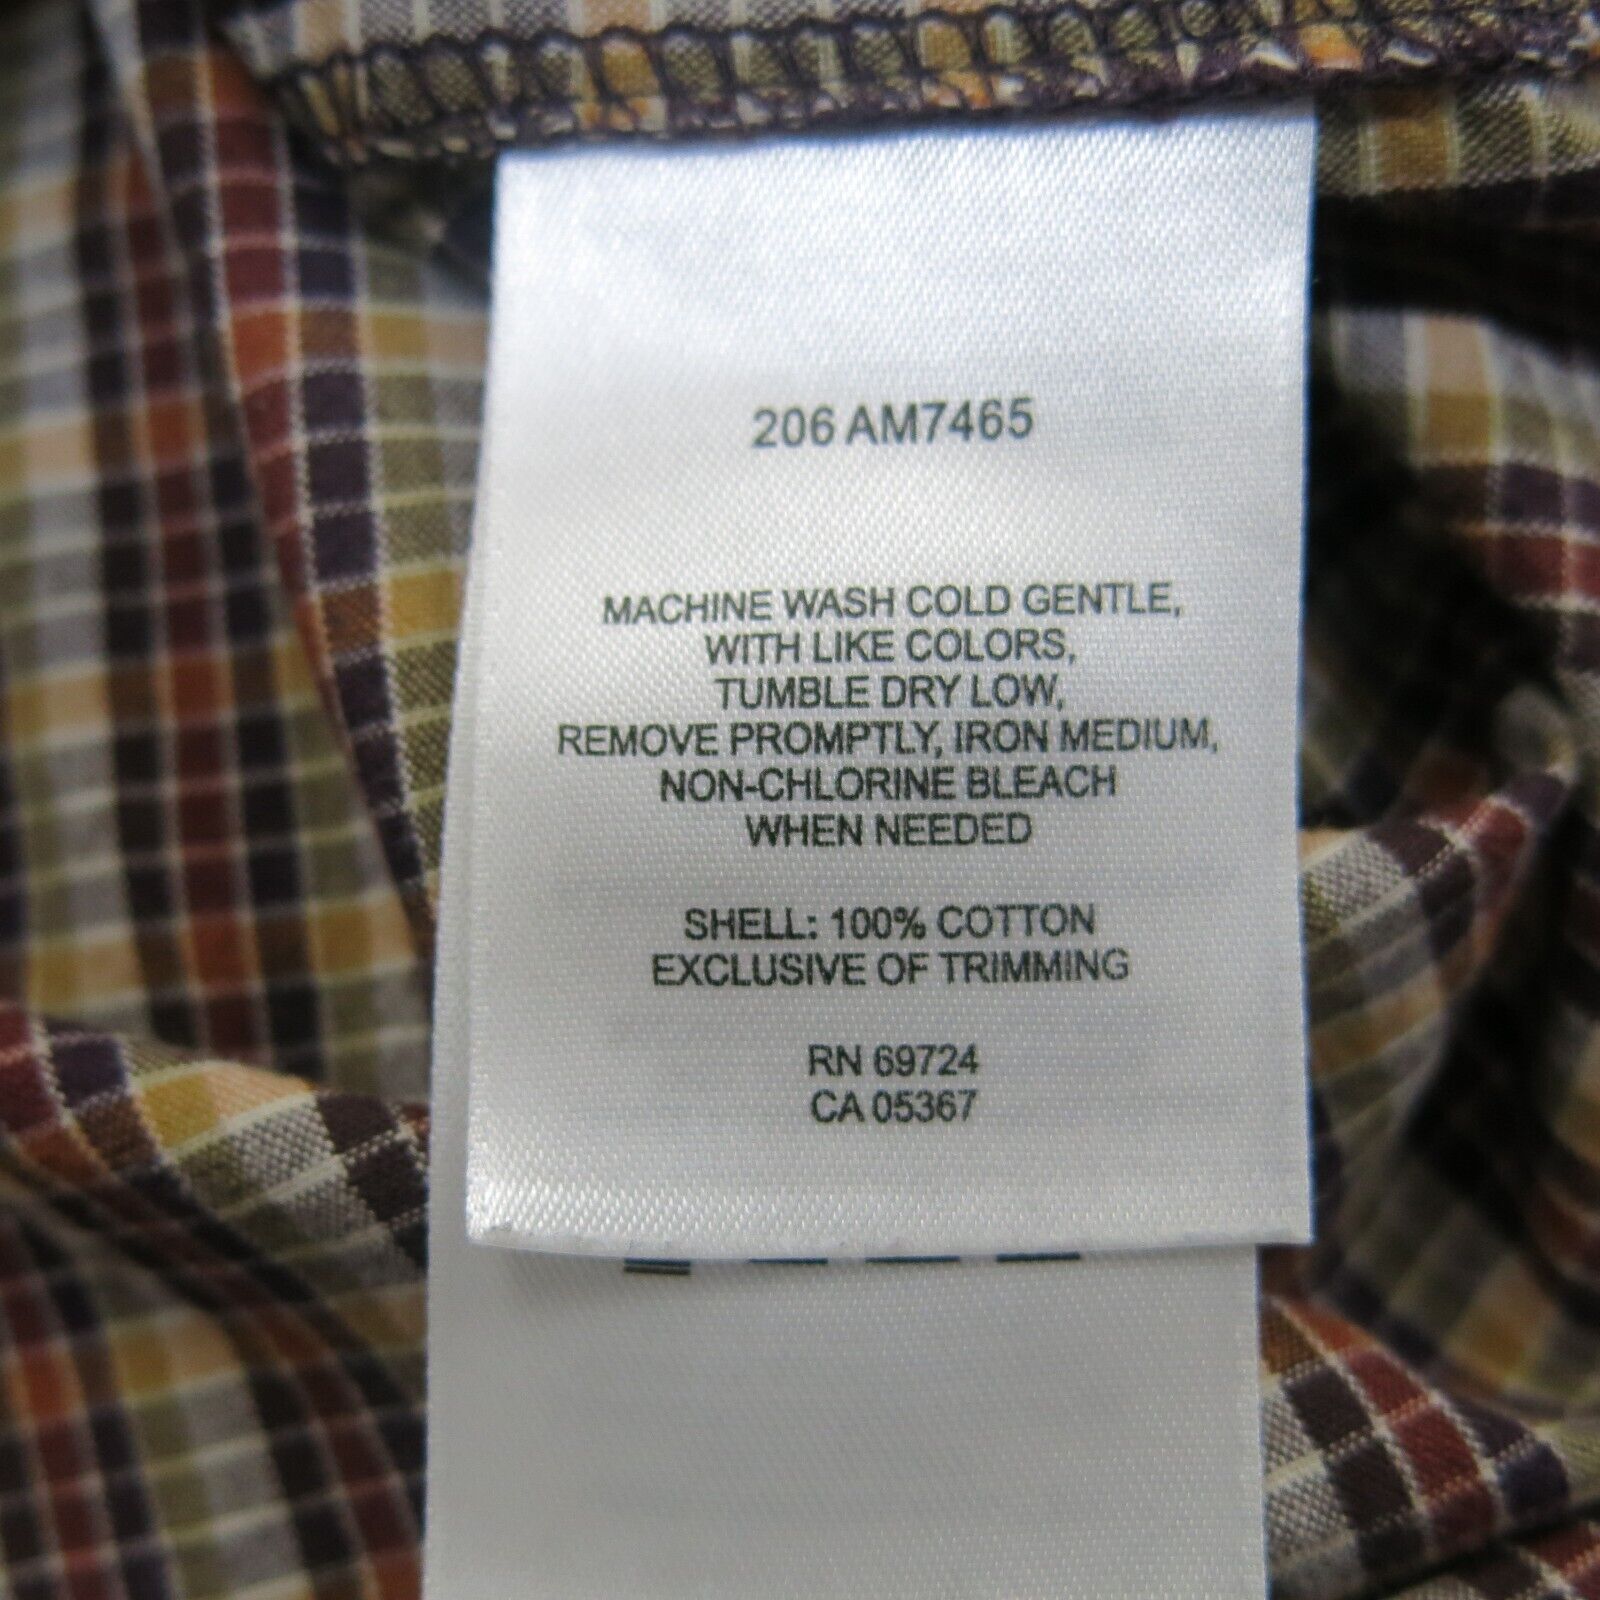 206 AM7465
MACHINE WASH COLD GENTLE,
WITH LIKE COLORS,
TUMBLE DRY LOW,
REMOVE PROMPTLY, IRON MEDIUM,
NON-CHLORINE BLEACH
WHEN NEEDED
SHELL: 100% COTTON
EXCLUSIVE OF TRIMMING
RN 69724
CA 05367